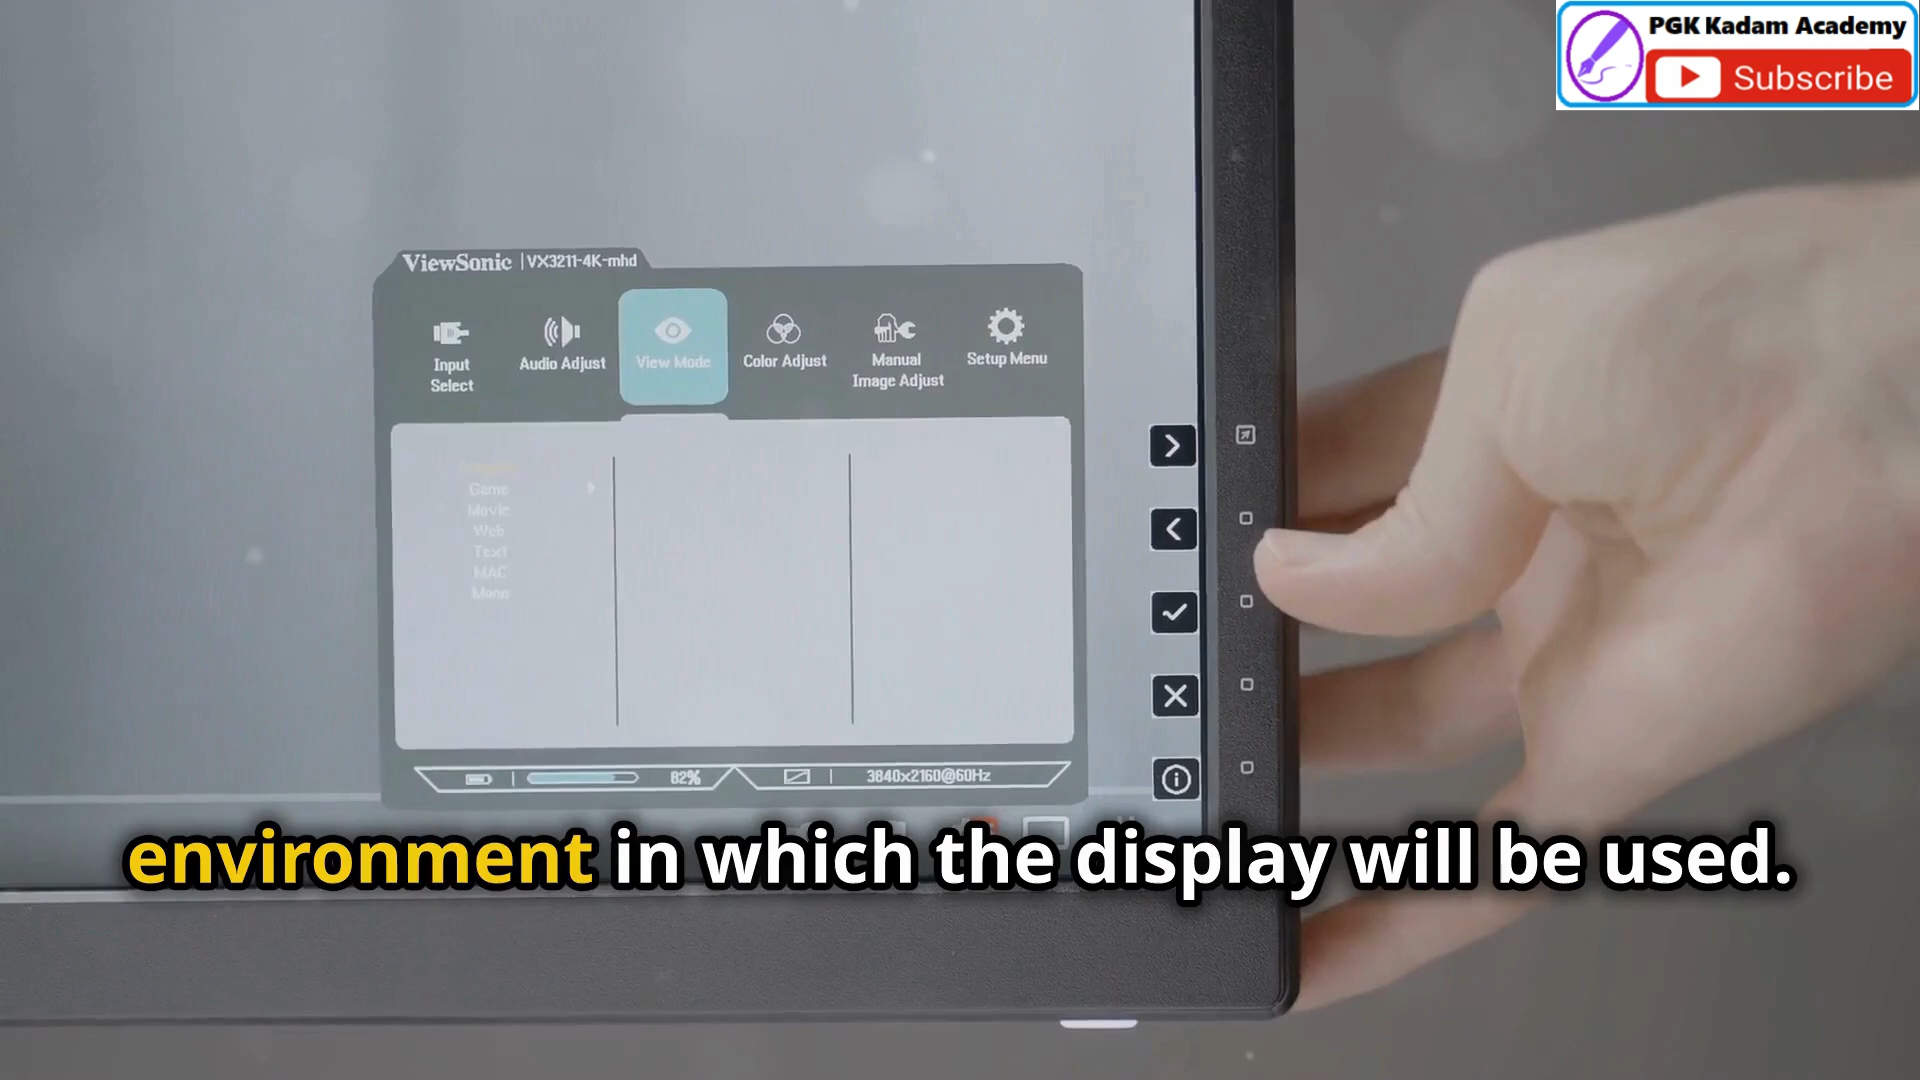 PGK Kadam Academy
Subscribe
ViewSonic | VX3211-4K-mhd
Input Select
Audio Adjust
View Mode
Color Adjust
Manual Image Adjust
Setup Menu
Game
Movie
Web
Text
MAC
Mono
82%
3840x2160@60Hz
environment in which the display will be used.